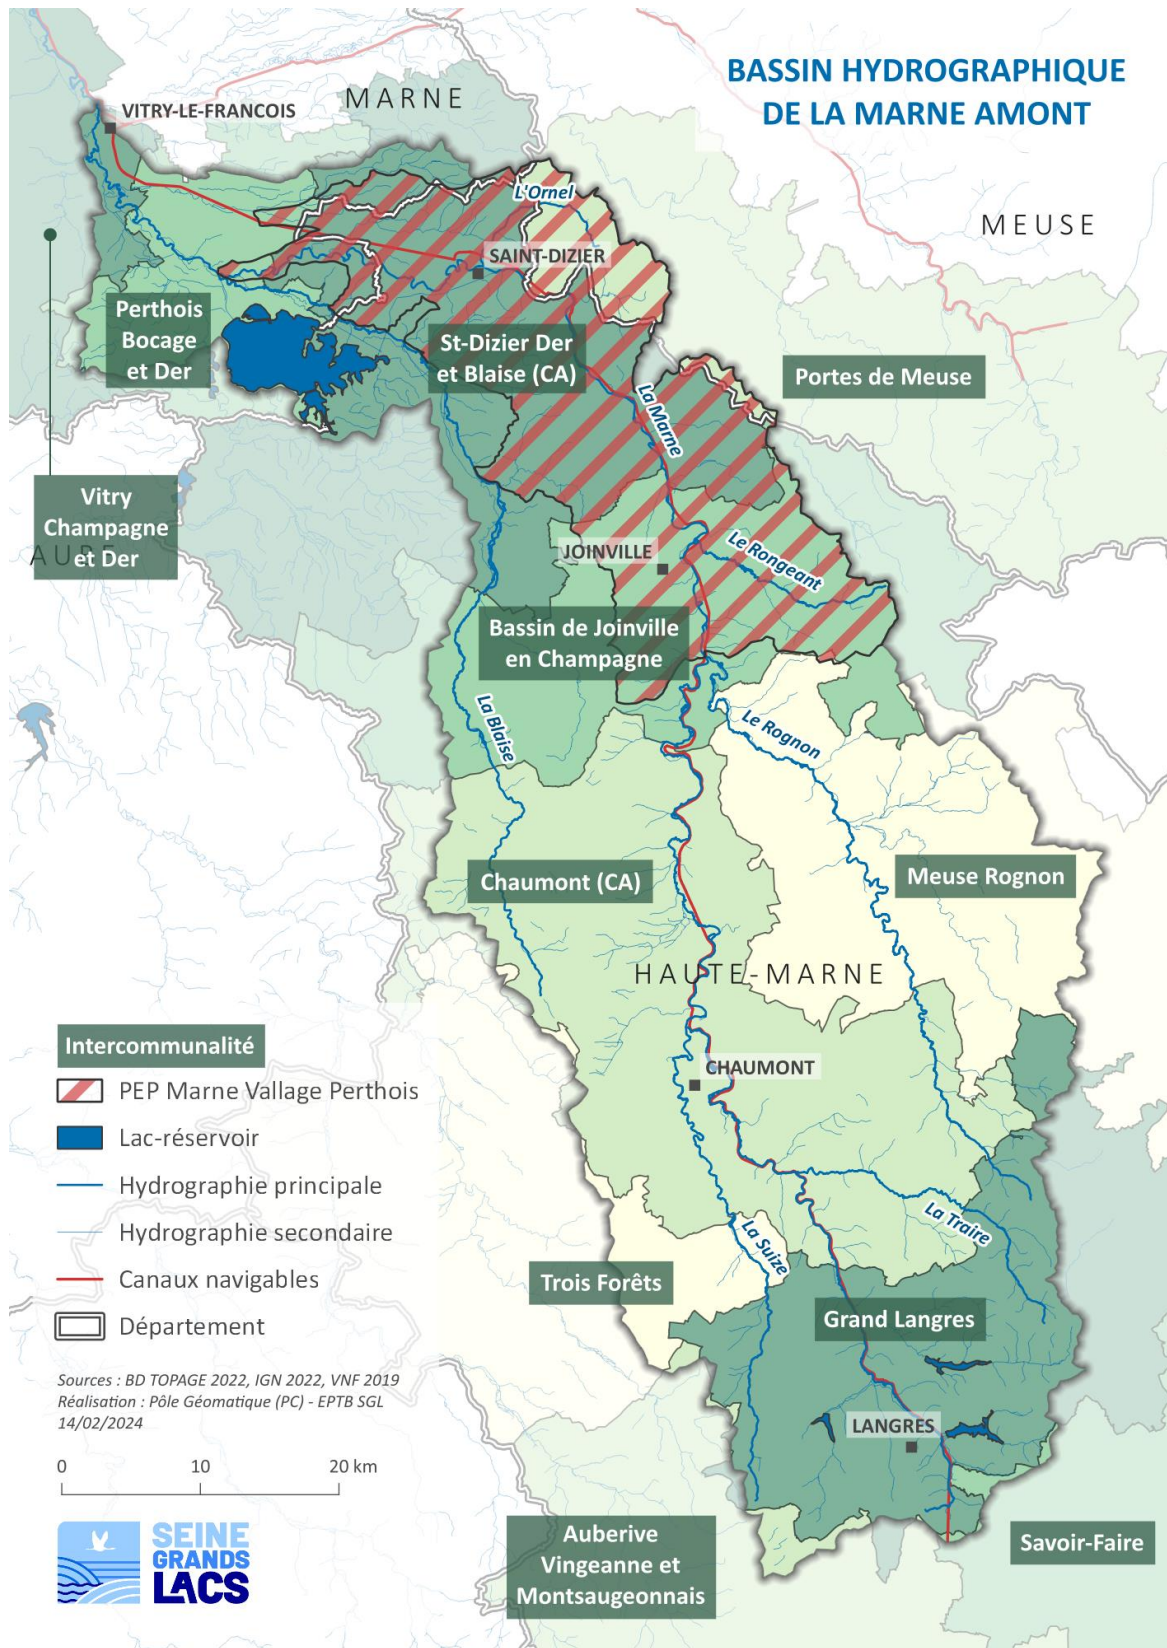 BASSIN HYDROGRAPHIQUE
DE LA MARNE AMONT
MARNE
VITRY-LE-FRANCOIS
L'Ornel
MEUSE
SAINT-DIZIER
Perthois
Bocage
et Der
St-Dizier Der
et Blaise (CA)
Portes de Meuse
La Marne
Vitry
Champagne
et Der
AUBE
JOINVILLE
Le Rongeant
Bassin de Joinville
en Champagne
La Blaise
Le Rognon
Chaumont (CA)
Meuse Rognon
HAUTE-MARNE
CHAUMONT
La Traire
La Suize
Trois Forêts
Grand Langres
LANGRES
Auberive
Vingeanne et
Montsaugeonnais
Savoir-Faire
Intercommunalité
PEP Marne Vallage Perthois
Lac-réservoir
Hydrographie principale
Hydrographie secondaire
Canaux navigables
Département
Sources : BD TOPAGE 2022, IGN 2022, VNF 2019
Réalisation : Pôle Géomatique (PC) - EPTB SGL
14/02/2024
0 10 20 km
SEINE
GRANDS
LACS